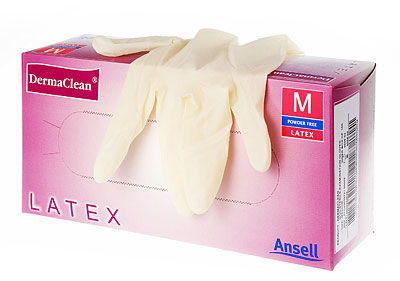 DermaClean®
M
POWDER FREE
LATEX
LATEX
Ansell